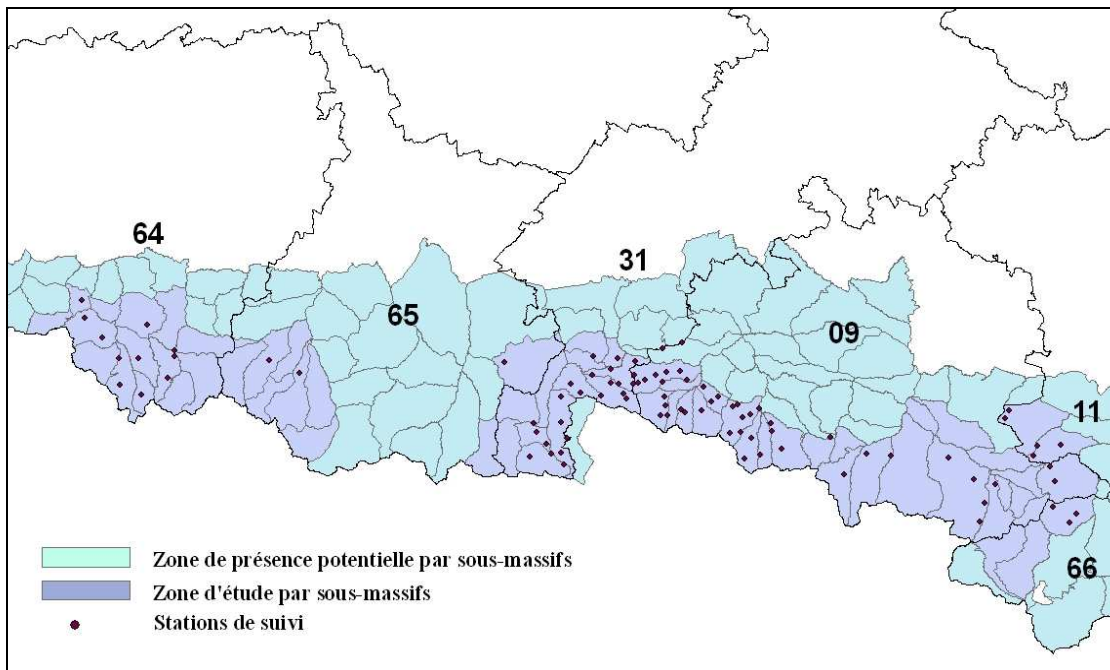 64
31
65
09
11
66
Zone de présence potentielle par sous-massifs
Zone d'étude par sous-massifs
Stations de suivi